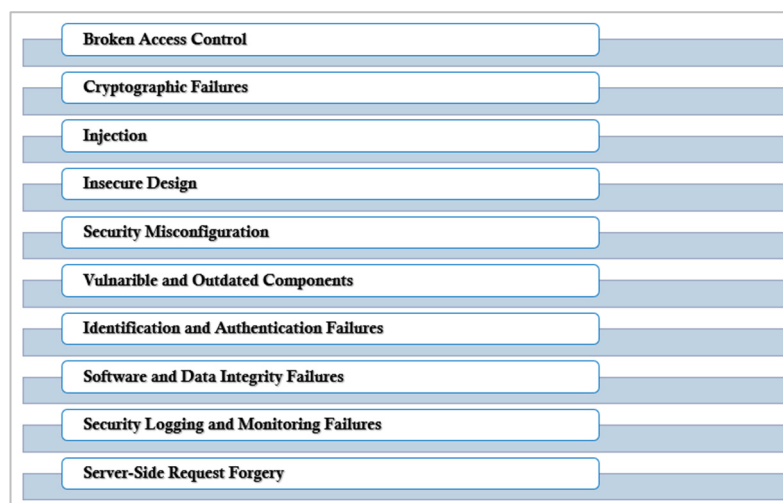 Broken Access Control
Cryptographic Failures
Injection
Insecure Design
Security Misconfiguration
Vulnarible and Outdated Components
Identification and Authentication Failures
Software and Data Integrity Failures
Security Logging and Monitoring Failures
Server-Side Request Forgery